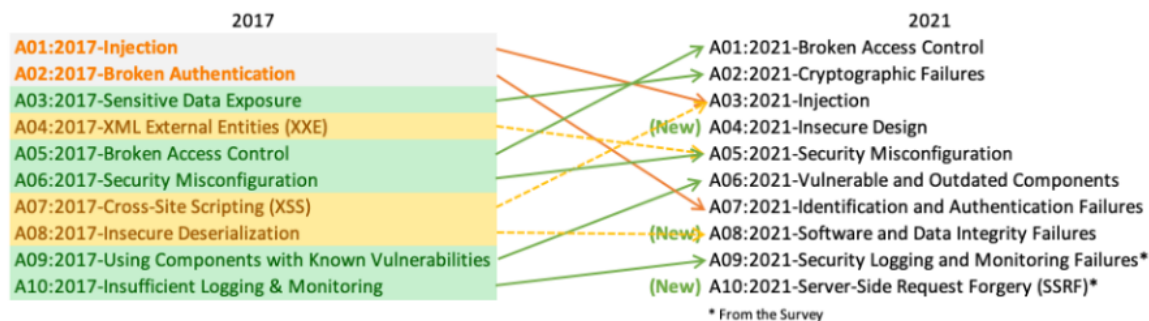 2017
2021
A01:2017-Injection
A02:2017-Broken Authentication
A03:2017-Sensitive Data Exposure
A04:2017-XML External Entities (XXE)
A05:2017-Broken Access Control
A06:2017-Security Misconfiguration
A07:2017-Cross-Site Scripting (XSS)
A08:2017-Insecure Deserialization
A09:2017-Using Components with Known Vulnerabilities
A10:2017-Insufficient Logging & Monitoring
A01:2021-Broken Access Control
A02:2021-Cryptographic Failures
A03:2021-Injection
(New) A04:2021-Insecure Design
A05:2021-Security Misconfiguration
A06:2021-Vulnerable and Outdated Components
A07:2021-Identification and Authentication Failures
(New) A08:2021-Software and Data Integrity Failures
A09:2021-Security Logging and Monitoring Failures*
(New) A10:2021-Server-Side Request Forgery (SSRF)*
* From the Survey